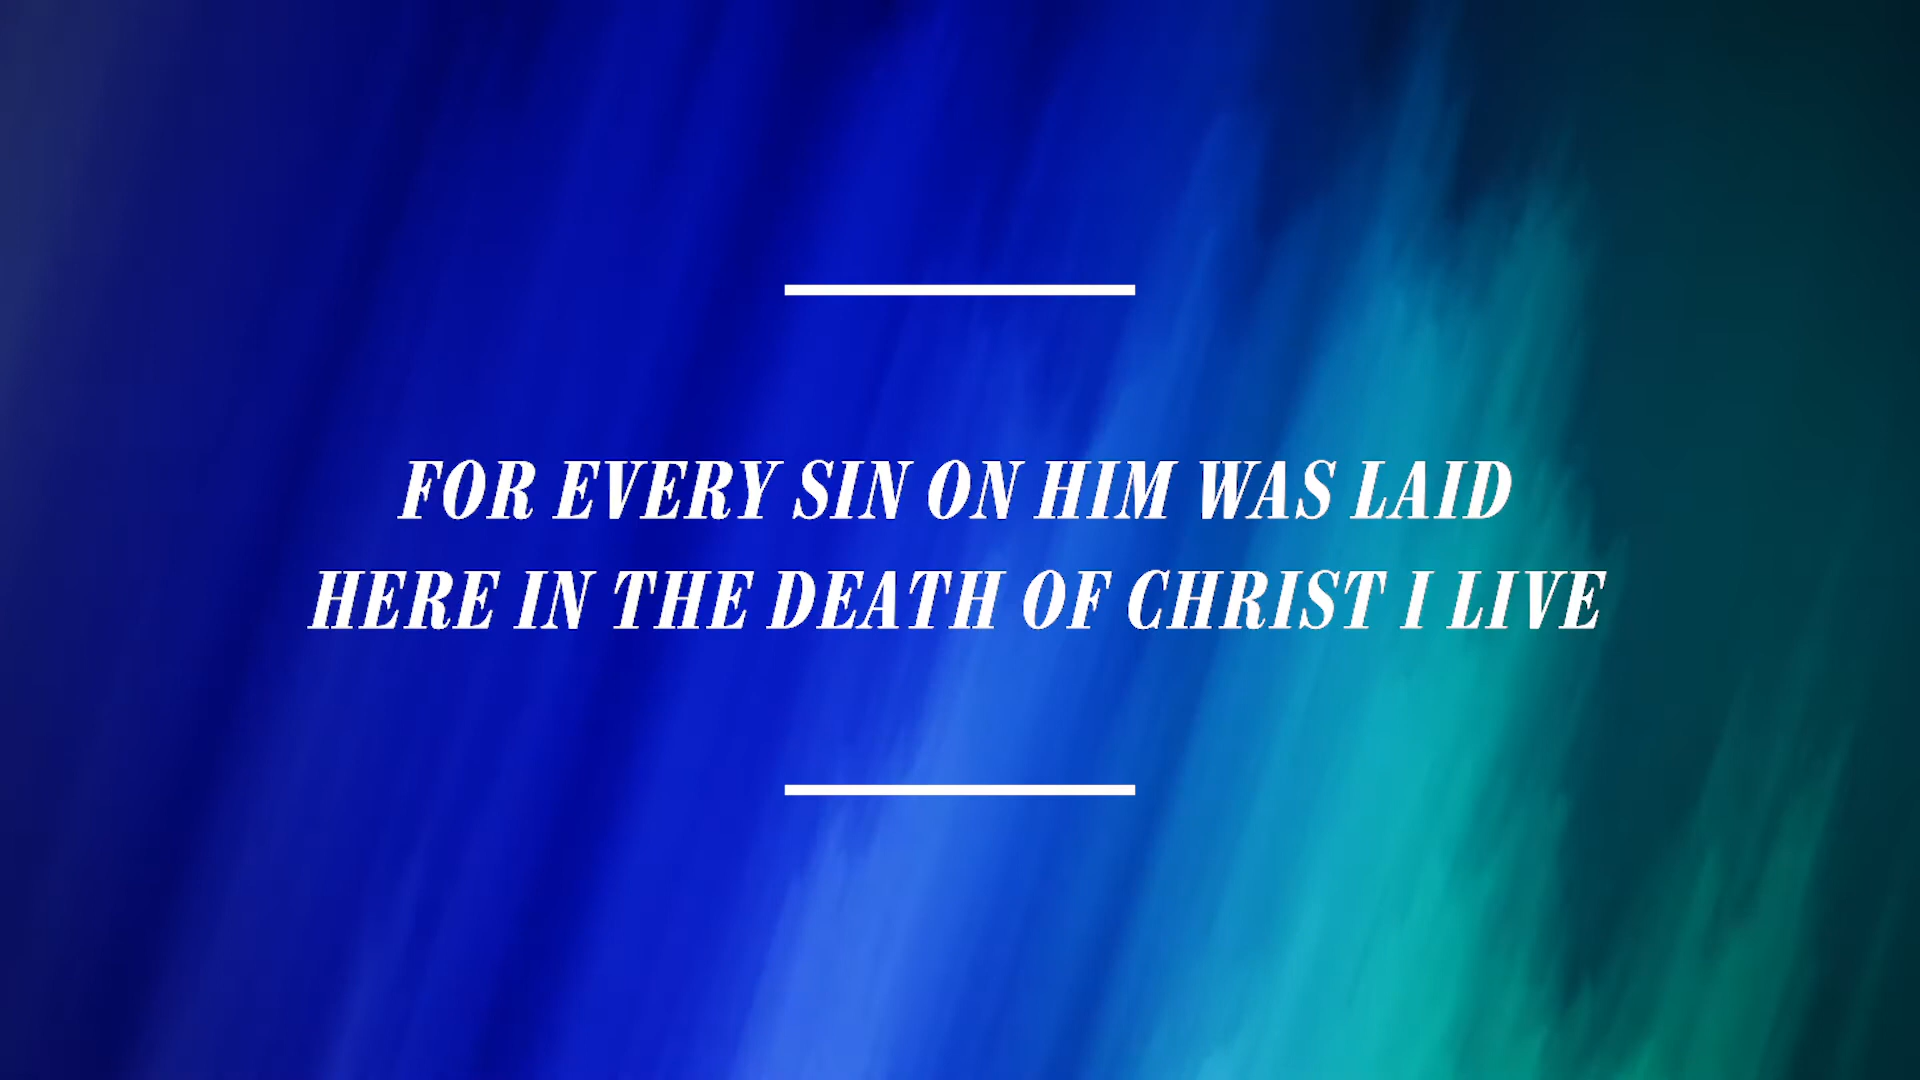 FOR EVERY SIN ON HIM WAS LAID
HERE IN THE DEATH OF CHRIST I LIVE